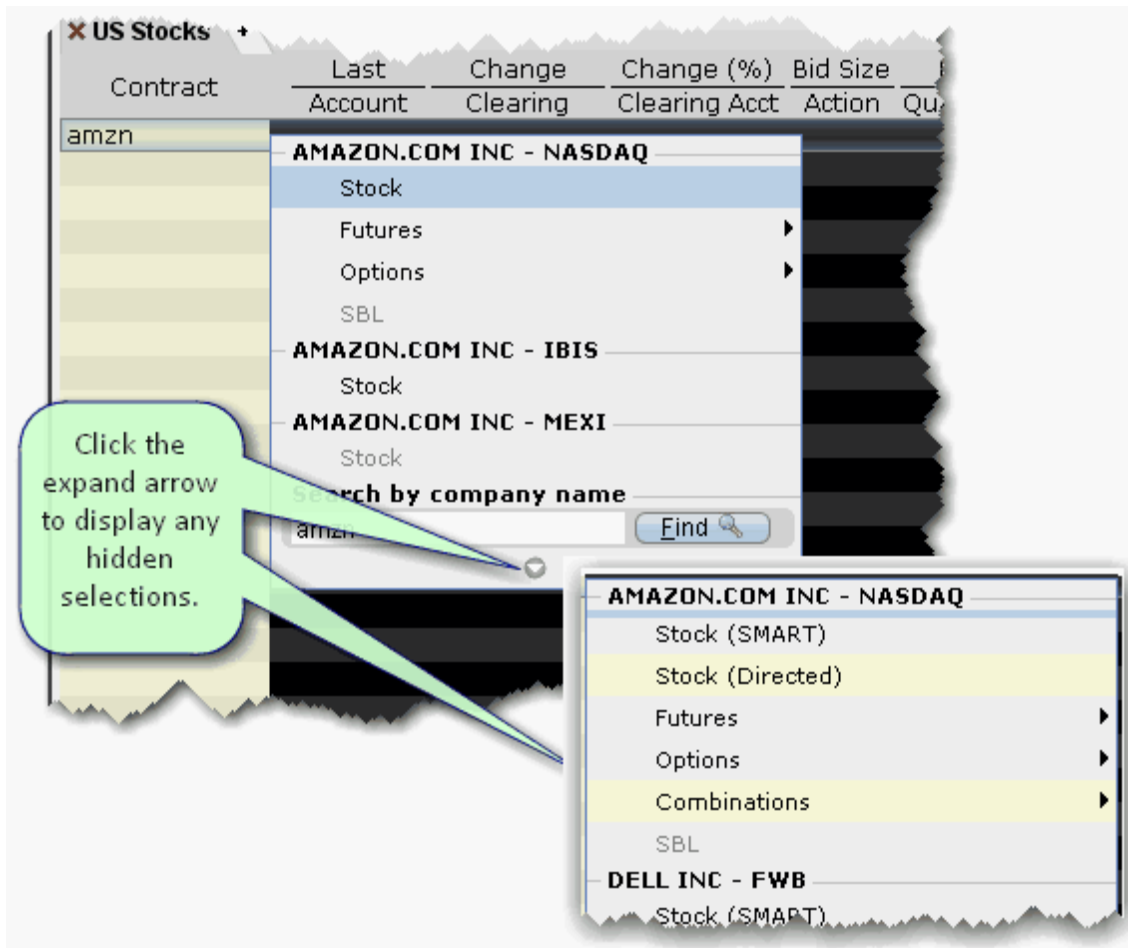 US Stocks +
Contract
Last Change Change (%) Bid Size
Account Clearing Clearing Acct Action
amzn
AMAZON.COM INC - NASDAQ
Stock
Futures
Options
SBL
AMAZON.COM INC - IBIS
Stock
AMAZON.COM INC - MEXI
Stock
Search by company name
amzn Find
Click the
expand arrow
to display any
hidden
selections.
AMAZON.COM INC - NASDAQ
Stock (SMART)
Stock (Directed)
Futures
Options
Combinations
SBL
DELL INC - FWB
Stock (SMART)